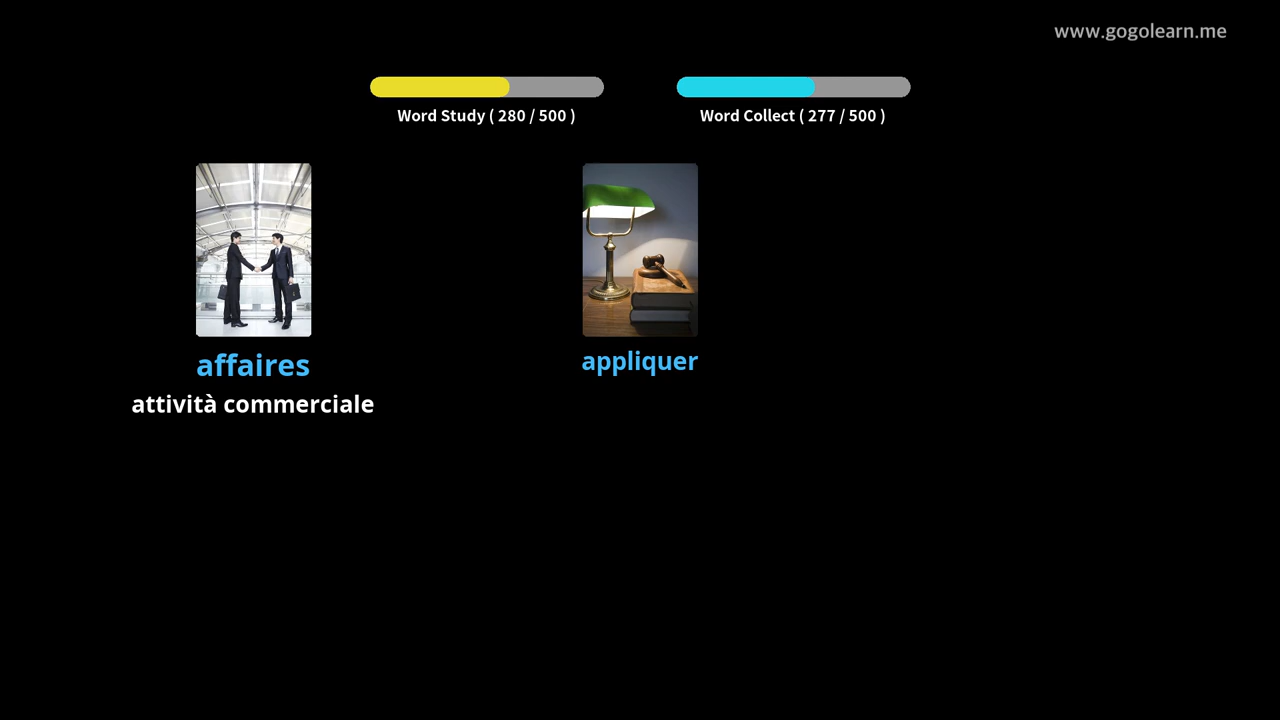 www.gogolearn.me
Word Study ( 280 / 500 )
Word Collect ( 277 / 500 )
affaires
attività commerciale
appliquer